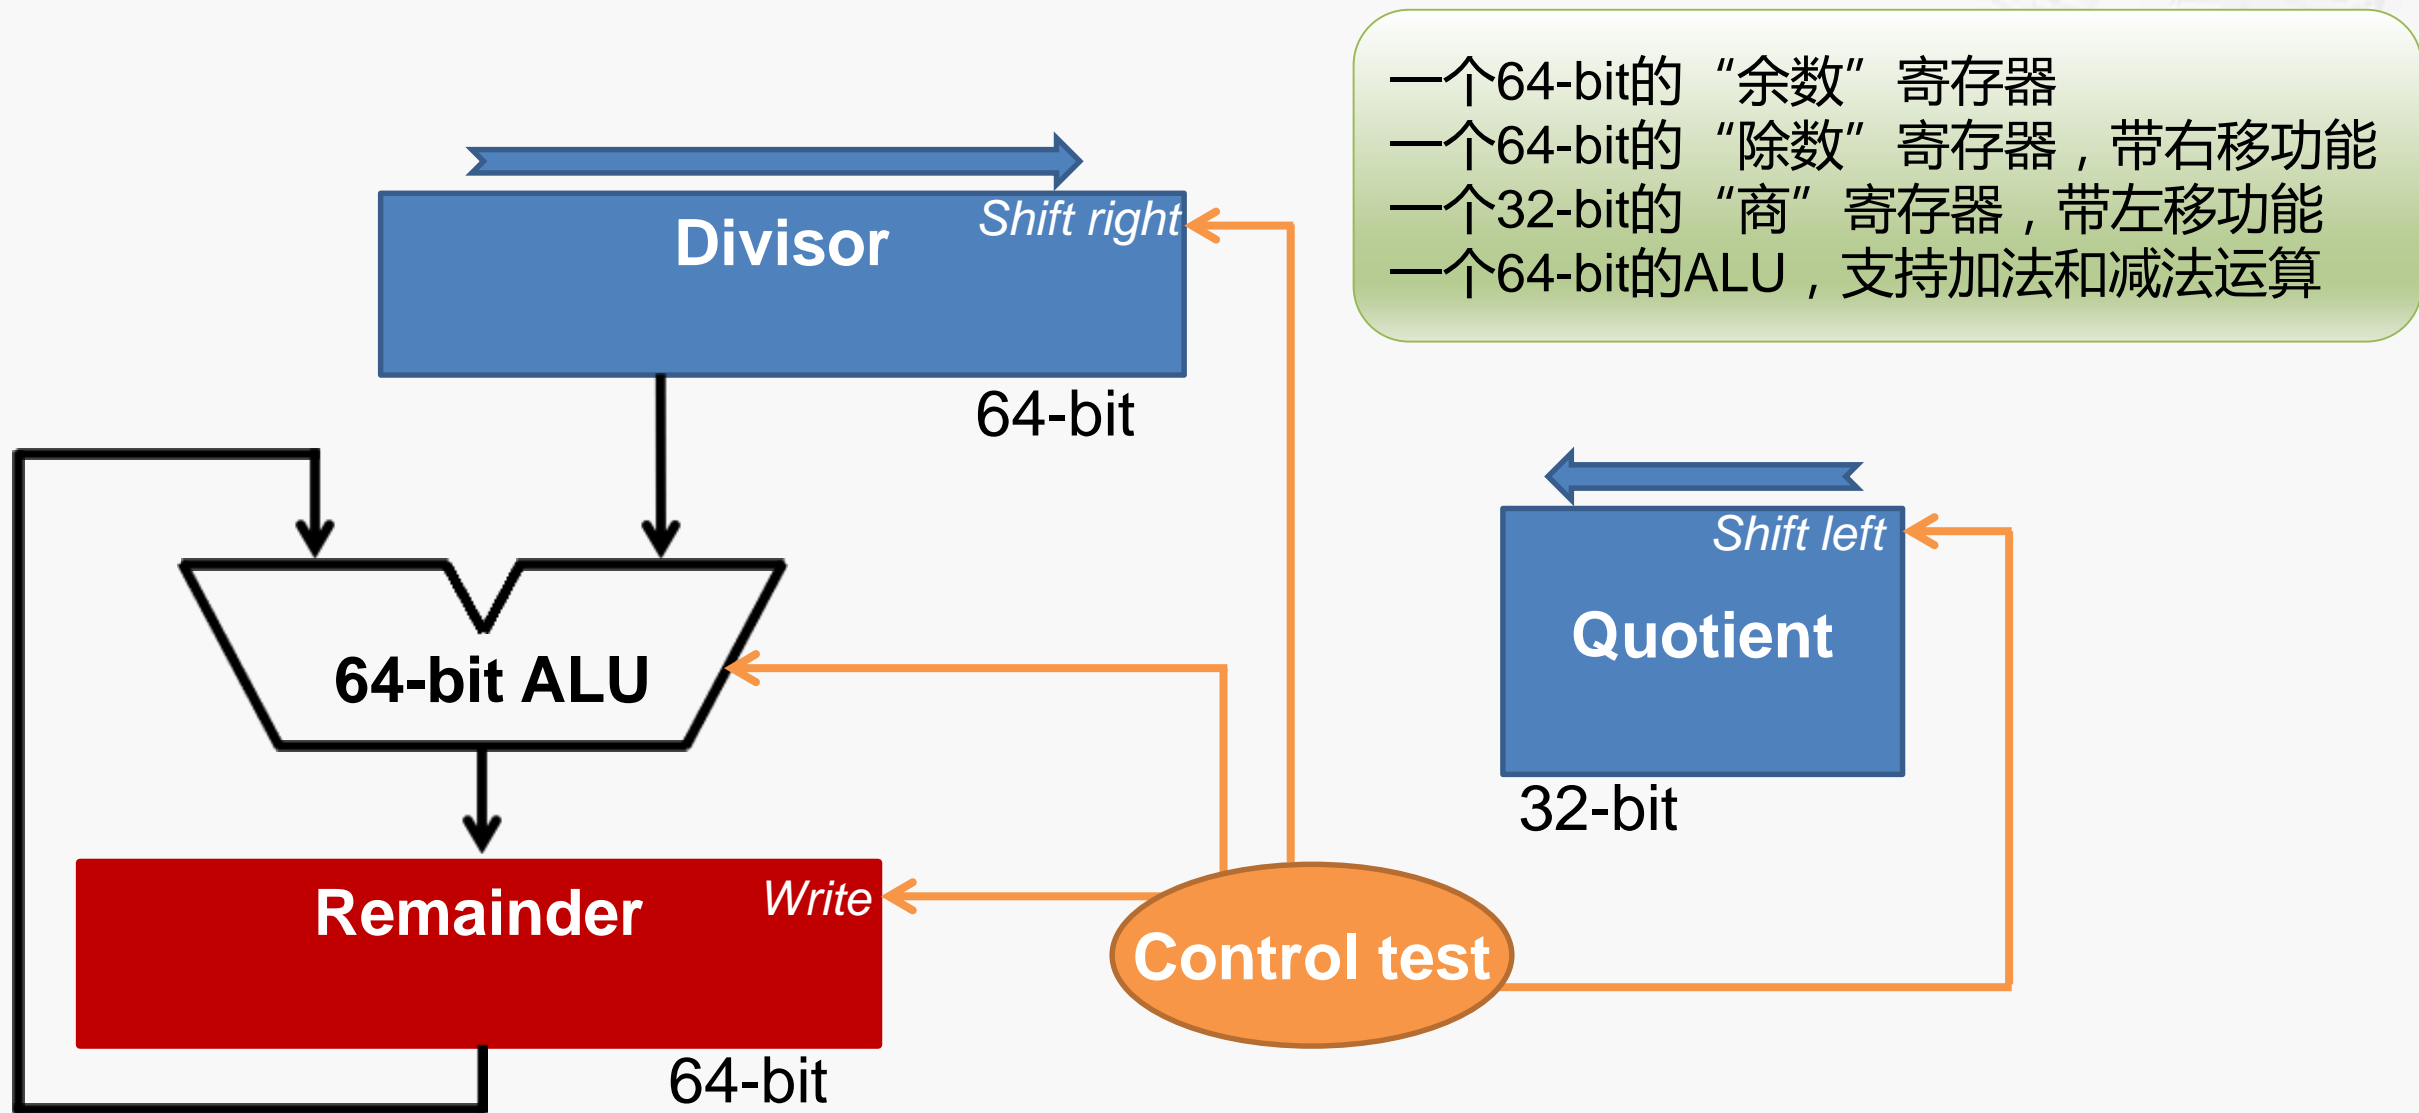 一个64-bit的“余数”寄存器
一个64-bit的“除数”寄存器，带右移功能
一个32-bit的“商”寄存器，带左移功能
一个64-bit的ALU，支持加法和减法运算
Shift right
Divisor
64-bit
Shift left
Quotient
64-bit ALU
32-bit
Write
Remainder
Control test
64-bit